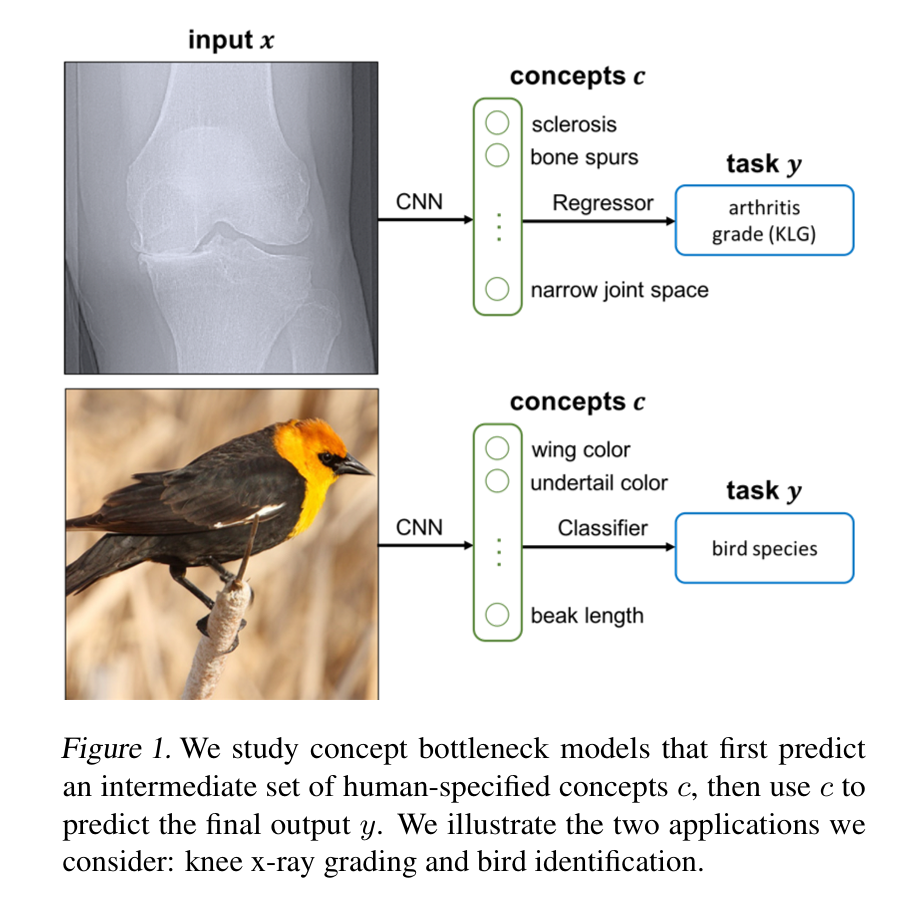 input x
concepts c
sclerosis
bone spurs
narrow joint space
CNN
Regressor
task y
arthritis
grade (KLG)
concepts c
wing color
undertail color
beak length
CNN
Classifier
task y
bird species
Figure 1. We study concept bottleneck models that first predict
an intermediate set of human-specified concepts c, then use c to
predict the final output y. We illustrate the two applications we
consider: knee x-ray grading and bird identification.